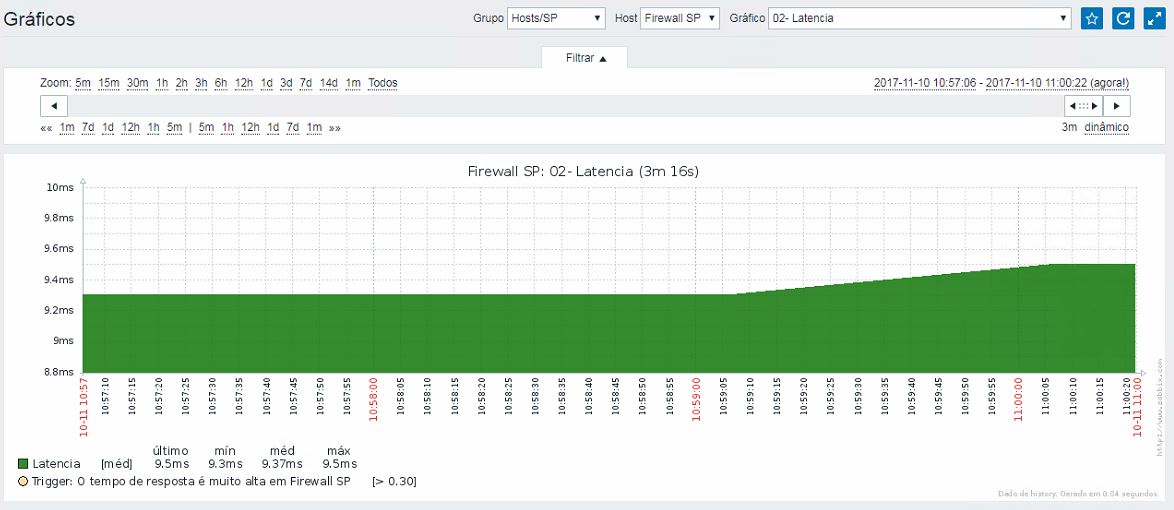 Gráficos
Grupo Hosts/SP Host Firewall SP Gráfico 02- Latencia
Filtrar
Zoom: 5m 15m 30m 1h 2h 3h 6h 12h 1d 3d 7d 14d 1m Todos
2017-11-10 10:57:06 - 2017-11-10 11:00:22 (agora!)
«« 1m 7d 1d 12h 1h 5m | 5m 1h 12h 1d 7d 1m »»
3m dinâmico
Firewall SP: 02- Latencia (3m 16s)
10ms
9.8ms
9.6ms
9.4ms
9.2ms
9ms
8.8ms
10-11 10:57
10:57:10
10:57:15
10:57:20
10:57:25
10:57:30
10:57:35
10:57:40
10:57:45
10:57:50
10:57:55
10:58:00
10:58:05
10:58:10
10:58:15
10:58:20
10:58:25
10:58:30
10:58:35
10:58:40
10:58:45
10:58:50
10:58:55
10:59:00
10:59:05
10:59:10
10:59:15
10:59:20
10:59:25
10:59:30
10:59:35
10:59:40
10:59:45
10:59:50
10:59:55
11:00:00
11:00:05
11:00:10
11:00:15
11:00:20
10-11 11:00
http://www.zabbix.com
último mín méd máx
Latencia [méd] 9.5ms 9.3ms 9.37ms 9.5ms
Trigger: O tempo de resposta é muito alta em Firewall SP [> 0.30]
Dado de history. Gerado em 0.04 segundos.